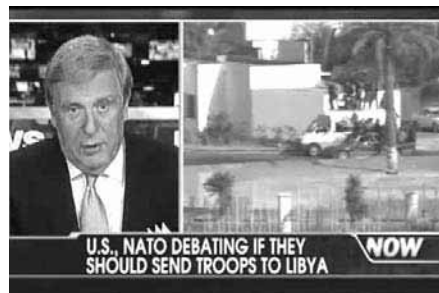 U.S., NATO DEBATING IF THEY
SHOULD SEND TROOPS TO LIBYA
NOW